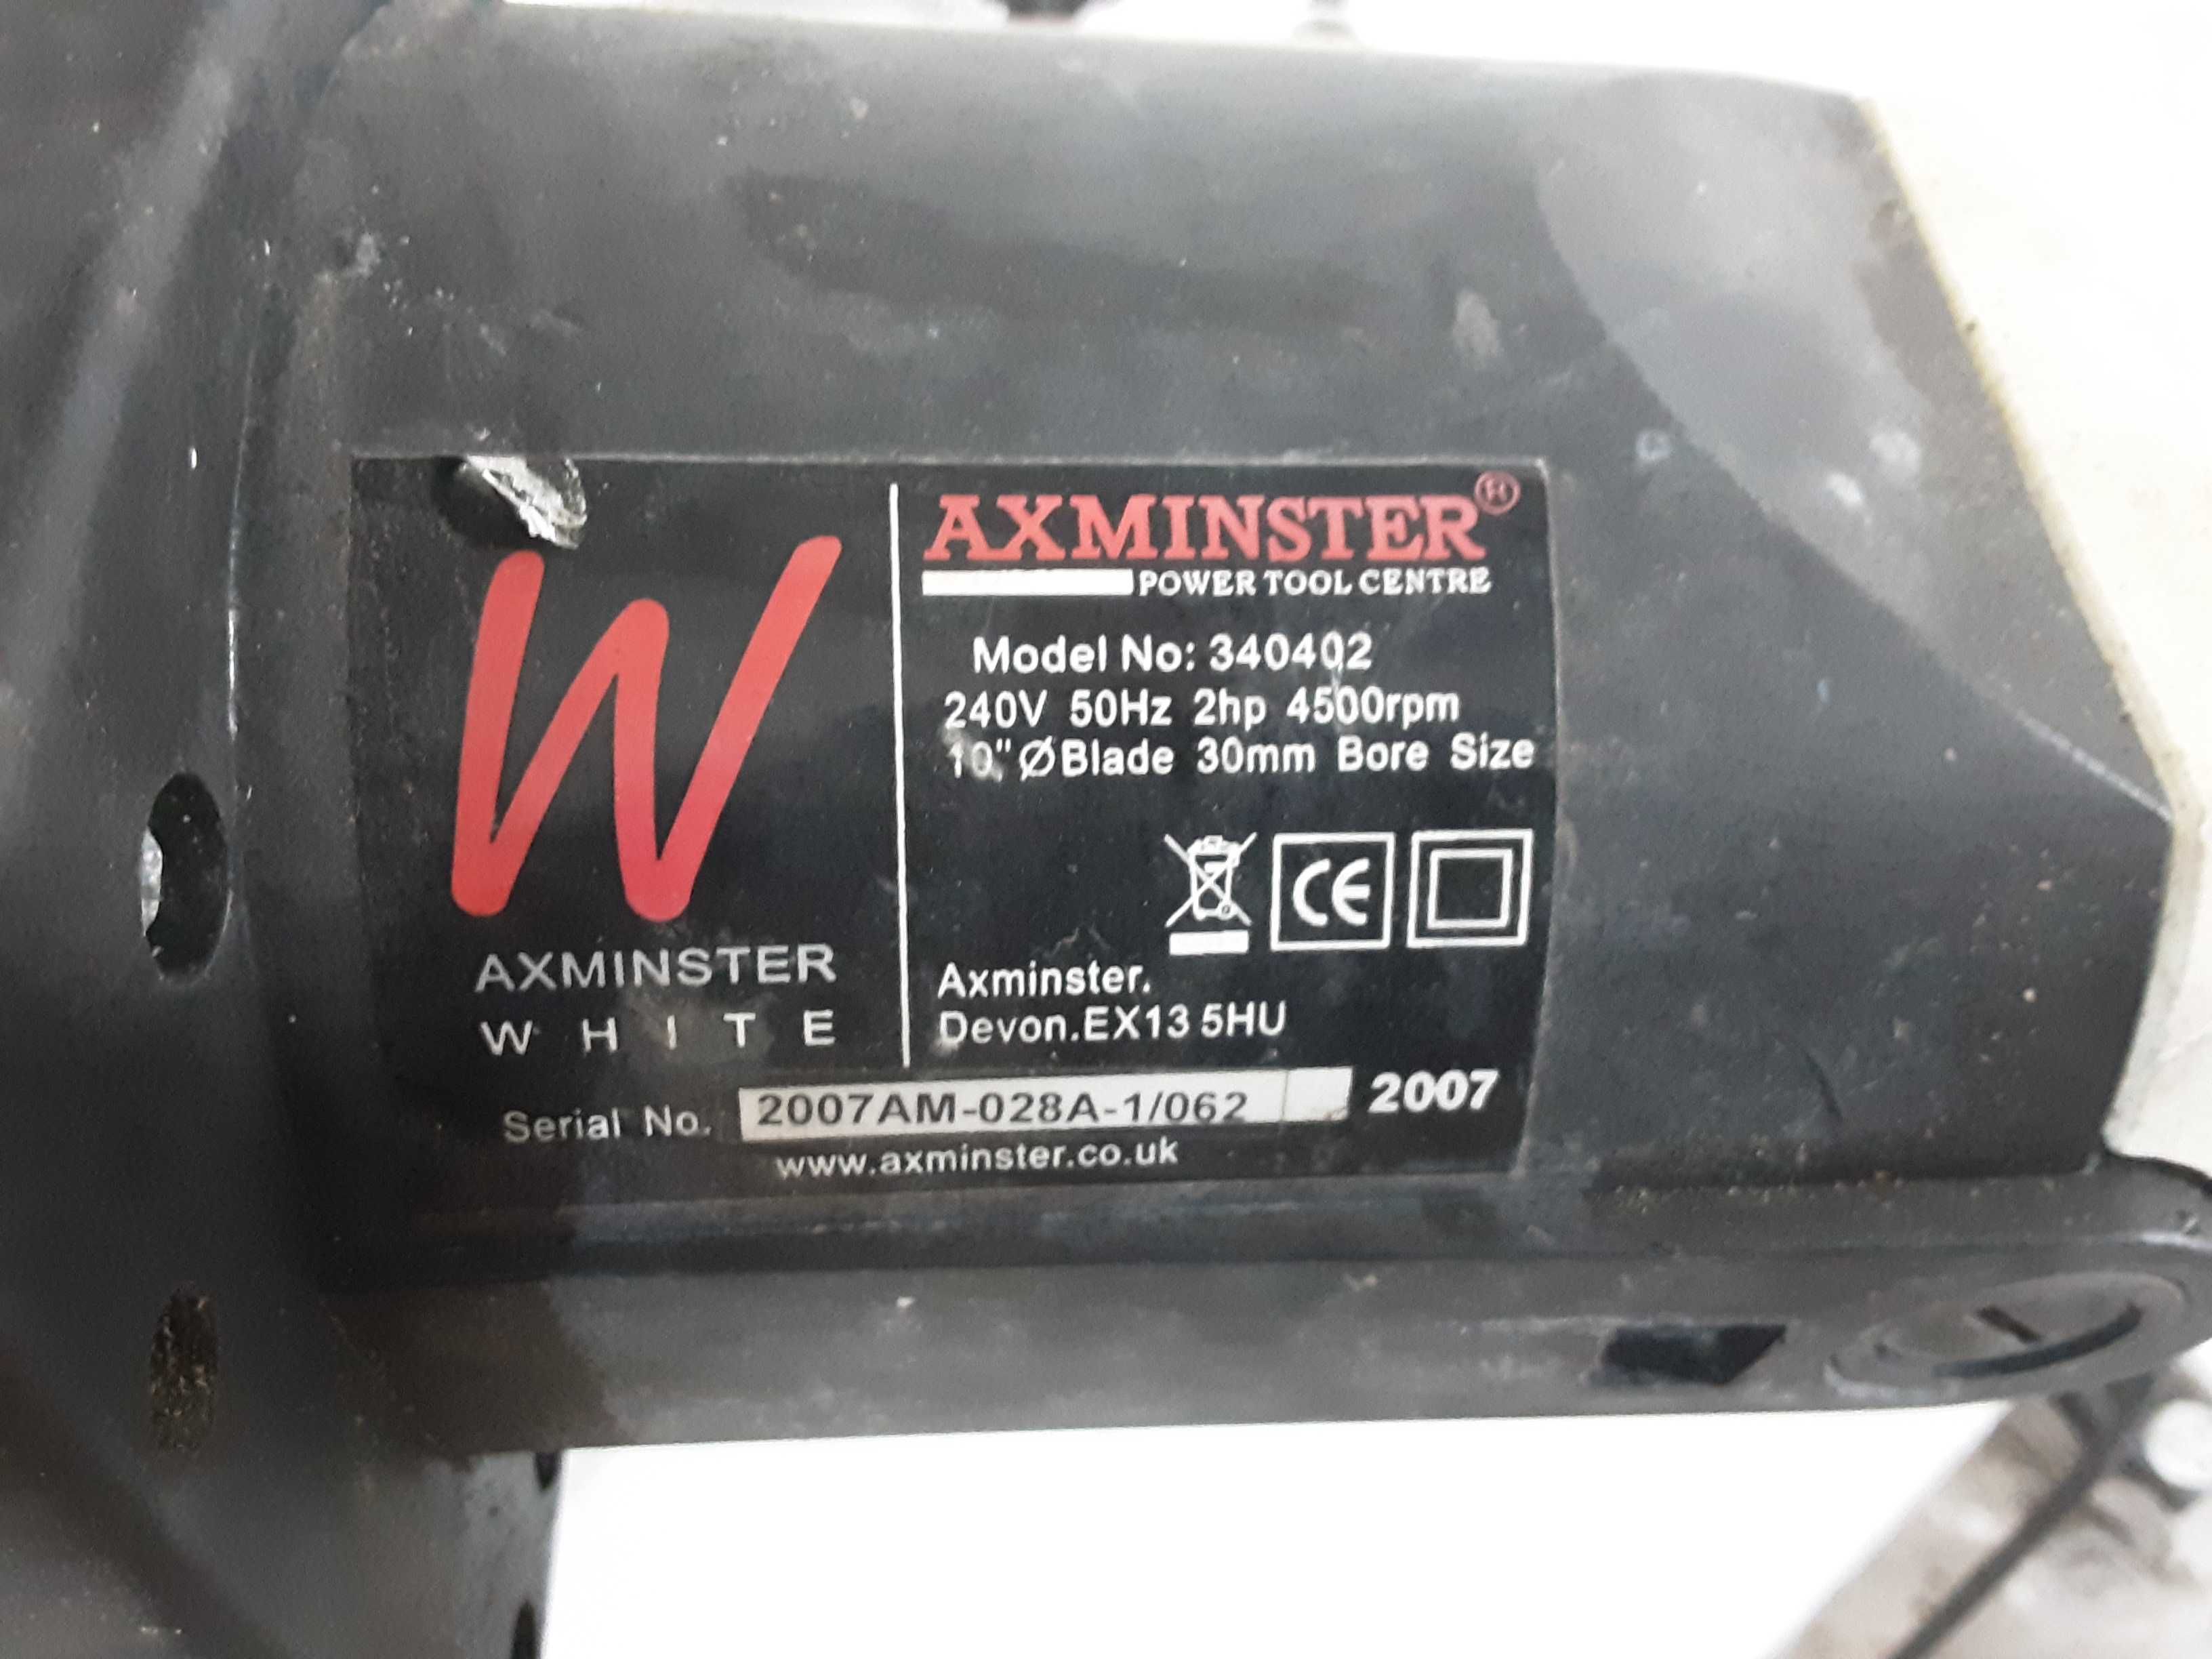 W
AXMINSTER
WHITE
AXMINSTER®
POWER TOOL CENTRE
Model No: 340402
240V 50Hz 2hp 4500rpm
10" ØBlade 30mm Bore Size
CE
Axminster.
Devon.EX13 5HU
Serial No. 2007AM-028A-1/062 2007
www.axminster.co.uk